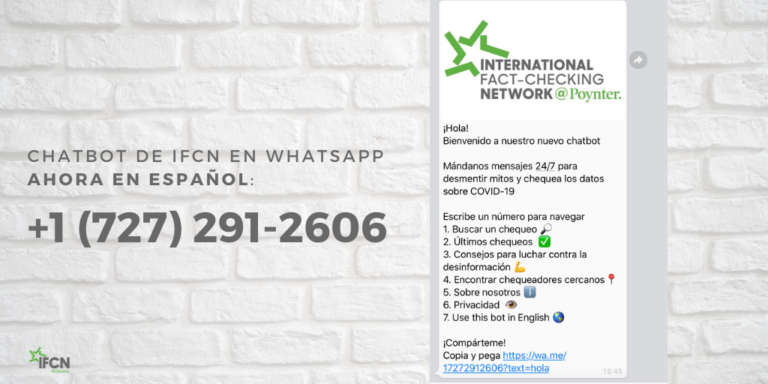 CHATBOT DE IFCN EN WHATSAPP
AHORA EN ESPAÑOL:
+1 (727) 291-2606
IFCN
INTERNATIONAL
FACT-CHECKING
NETWORK @Poynter.
¡Hola!
Bienvenido a nuestro nuevo chatbot
Mándanos mensajes 24/7 para
desmentir mitos y chequea los datos
sobre COVID-19
Escribe un número para navegar
1. Buscar un chequeo 🔎
2. Últimos chequeos ✅
3. Consejos para luchar contra la
desinformación 💪
4. Encontrar chequeadores cercanos📍
5. Sobre nosotros ℹ️
6. Privacidad 👁️
7. Use this bot in English 🌎
¡Compárteme!
Copia y pega https://wa.me/
17272912606?text=hola